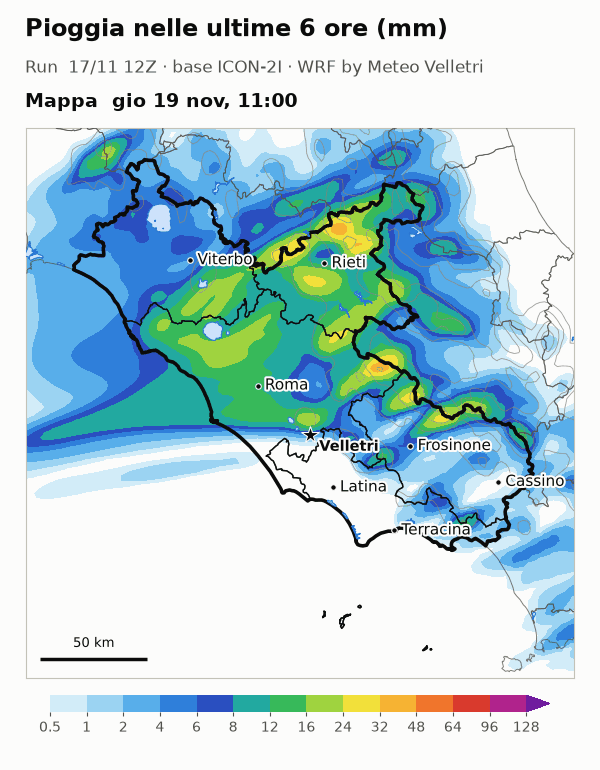 Pioggia nelle ultime 6 ore (mm)
Run  17/11 12Z · base ICON-2I · WRF by Meteo Velletri
Mappa  gio 19 nov, 11:00
Viterbo
Rieti
Roma
Velletri
Frosinone
Latina
Cassino
Terracina
50 km
0.5 1 2 4 6 8 12 16 24 32 48 64 96 128